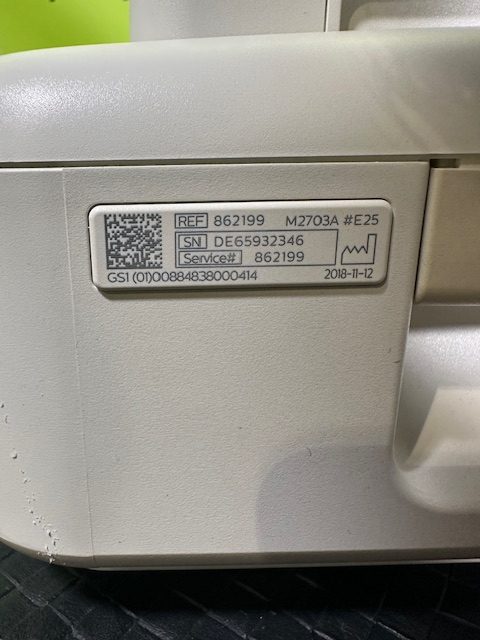 REF 862199 M2703A #E25
SN DE65932346
Service# 862199
GS1 (01)00884838000414 2018-11-12